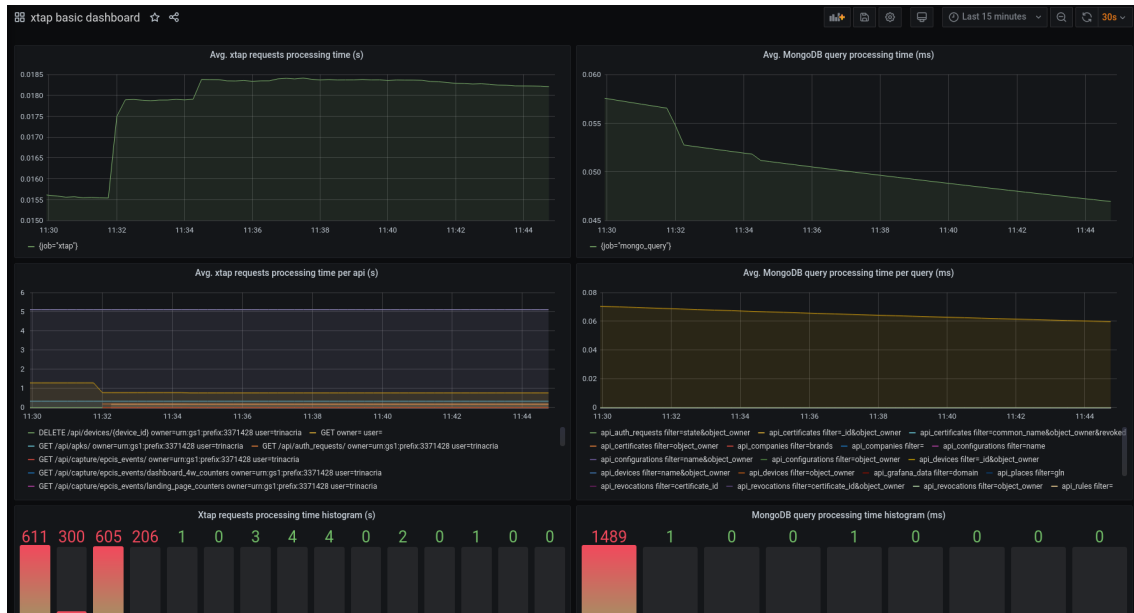 xtap basic dashboard
Last 15 minutes
30s
Avg. xtap requests processing time (s)
0.0185
0.0180
0.0175
0.0170
0.0165
0.0160
0.0155
0.0150
11:30 11:32 11:34 11:36 11:38 11:40 11:42 11:44
{job="xtap"}
Avg. MongoDB query processing time (ms)
0.060
0.055
0.050
0.045
11:30 11:32 11:34 11:36 11:38 11:40 11:42 11:44
{job="mongo_query"}
Avg. xtap requests processing time per api (s)
6
5
4
3
2
1
0
11:30 11:32 11:34 11:36 11:38 11:40 11:42 11:44
DELETE /api/devices/{device_id} owner=urn:gs1:prefix:3371428 user=trinacria GET owner= user=
GET /api/apks/ owner=urn:gs1:prefix:3371428 user=trinacria GET /api/auth_requests/ owner=urn:gs1:prefix:3371428 user=trinacria
GET /api/capture/epcis_events/ owner=urn:gs1:prefix:3371428 user=trinacria
GET /api/capture/epcis_events/dashboard_4w_counters owner=urn:gs1:prefix:3371428 user=trinacria
GET /api/capture/epcis_events/landing_page_counters owner=urn:gs1:prefix:3371428 user=trinacria
Avg. MongoDB query processing time per query (ms)
0.08
0.06
0.04
0.02
0
11:30 11:32 11:34 11:36 11:38 11:40 11:42 11:44
api_auth_requests filter=state&object_owner api_certificates filter=_id&object_owner api_certificates filter=common_name&object_owner&revoked
api_certificates filter=object_owner api_companies filter=brands api_companies filter= api_configurations filter=name
api_configurations filter=name&object_owner api_configurations filter=object_owner api_devices filter=_id&object_owner
api_devices filter=name&object_owner api_devices filter=object_owner api_grafana_data filter=domain api_places filter=gln
api_revocations filter=certificate_id api_revocations filter=certificate_id&object_owner api_revocations filter=object_owner api_rules filter=
Xtap requests processing time histogram (s)
611 300 605 206 1 0 3 4 4 0 2 0 1 0 0
MongoDB query processing time histogram (ms)
1489 1 0 0 1 0 0 0 0